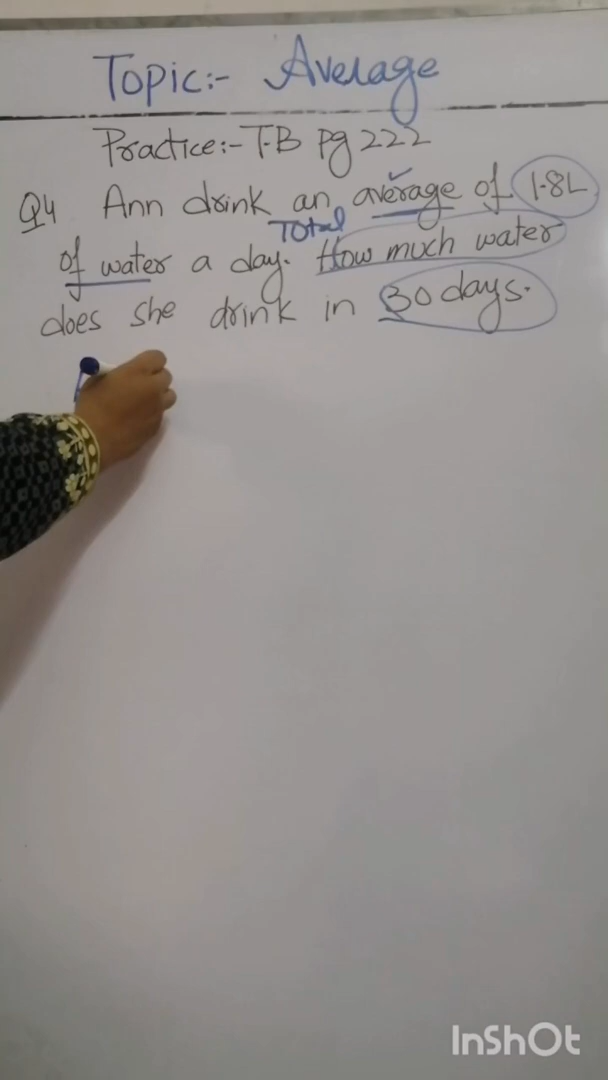 Topic:- Average
Practice:- T.B pg 222
Q4 Ann drink an average of 1.8L
Total
of water a day. How much water
does she drink in 30 days.
InShOt